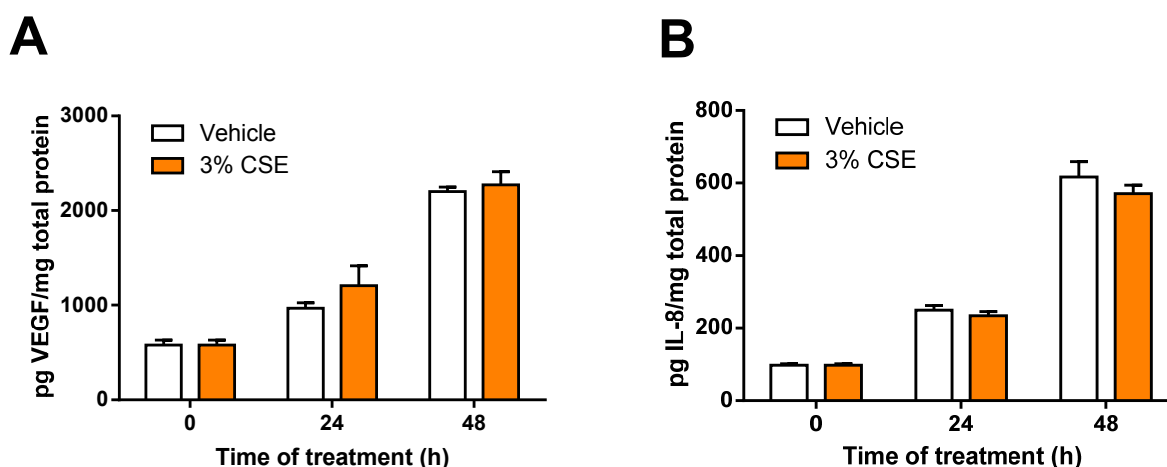 A
pg VEGF/mg total protein
3000
2000
1000
0
Vehicle
3% CSE
0 24 48
Time of treatment (h)
B
pg IL-8/mg total protein
800
600
400
200
0
Vehicle
3% CSE
0 24 48
Time of treatment (h)